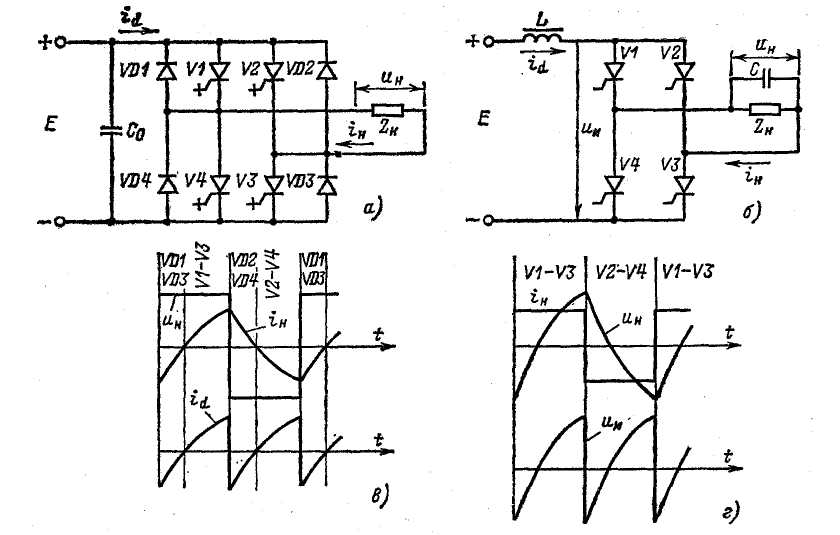 + i_d
VD1 V1 V2 VD2 u_н
E C_0 Z_н
i_н
VD4 V4 V3 VD3
+ +
+ +
− а)
+ L V1 V2 u_н
i_d C
E u_и Z_н
V4 V3 i_н
− б)
VD1 VD3 V1-V3 VD2 VD4 V2-V4 VD1 VD3
u_н i_н t
i_d t
в)
V1-V3 V2-V4 V1-V3
i_н u_н t
u_и t
г)